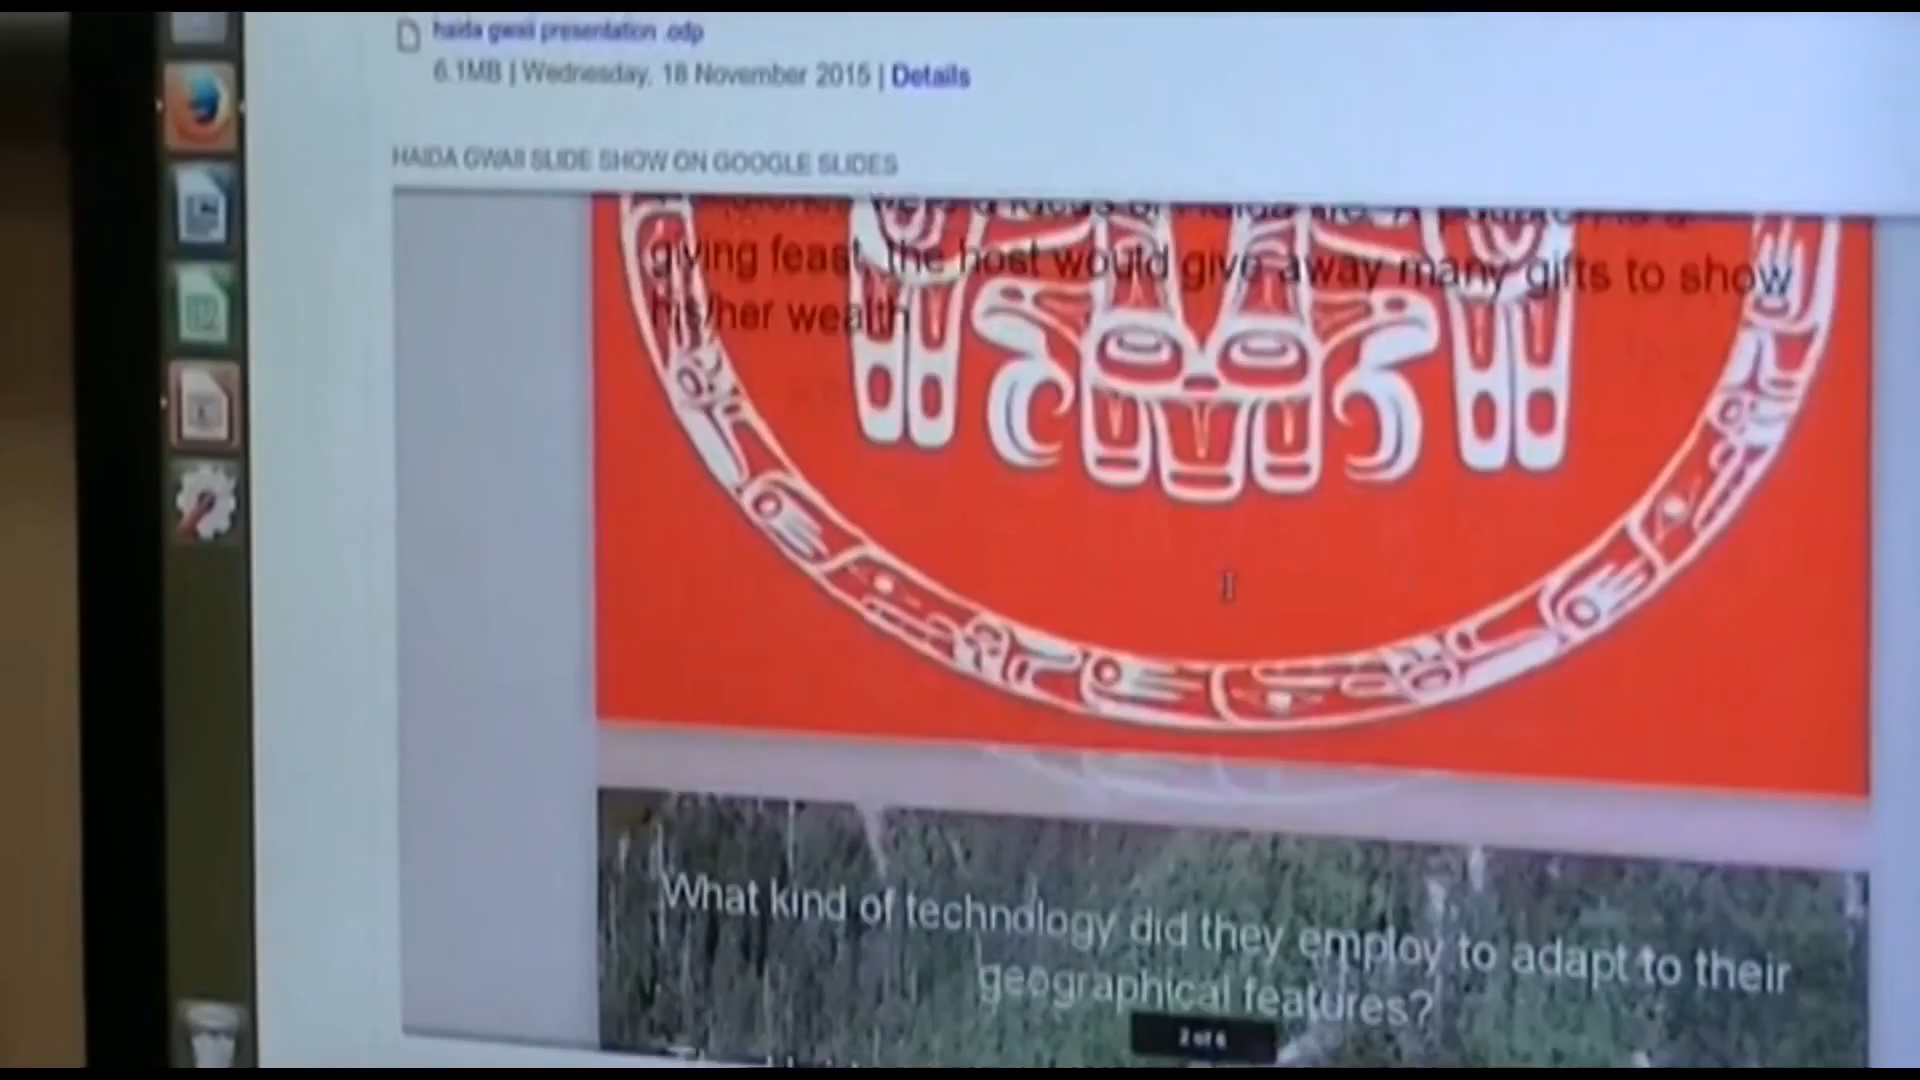 haida gwaii presentation .odp
6.1MB | Wednesday, 18 November 2015 | Details
HAIDA GWAII SLIDE SHOW ON GOOGLE SLIDES
giving feast, the host would give away many gifts to show
his/her wealth
What kind of technology did they employ to adapt to their
geographical features?
2 of 6